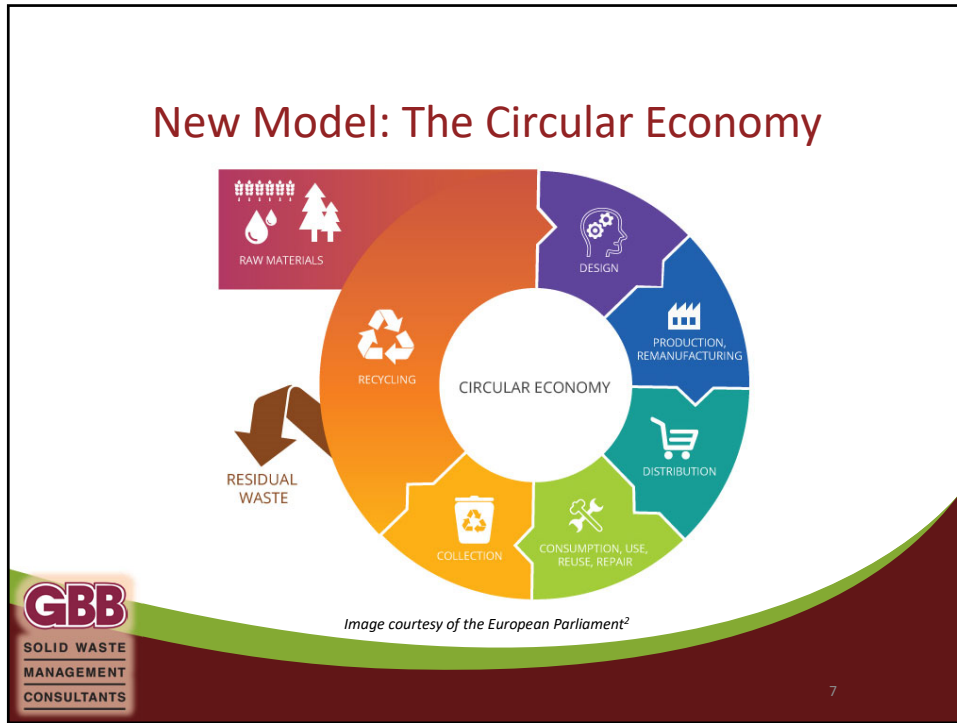 New Model: The Circular Economy
RAW MATERIALS
DESIGN
PRODUCTION,
REMANUFACTURING
RECYCLING
CIRCULAR ECONOMY
DISTRIBUTION
RESIDUAL
WASTE
COLLECTION
CONSUMPTION, USE,
REUSE, REPAIR
Image courtesy of the European Parliament²
GBB
SOLID WASTE
MANAGEMENT
CONSULTANTS
7